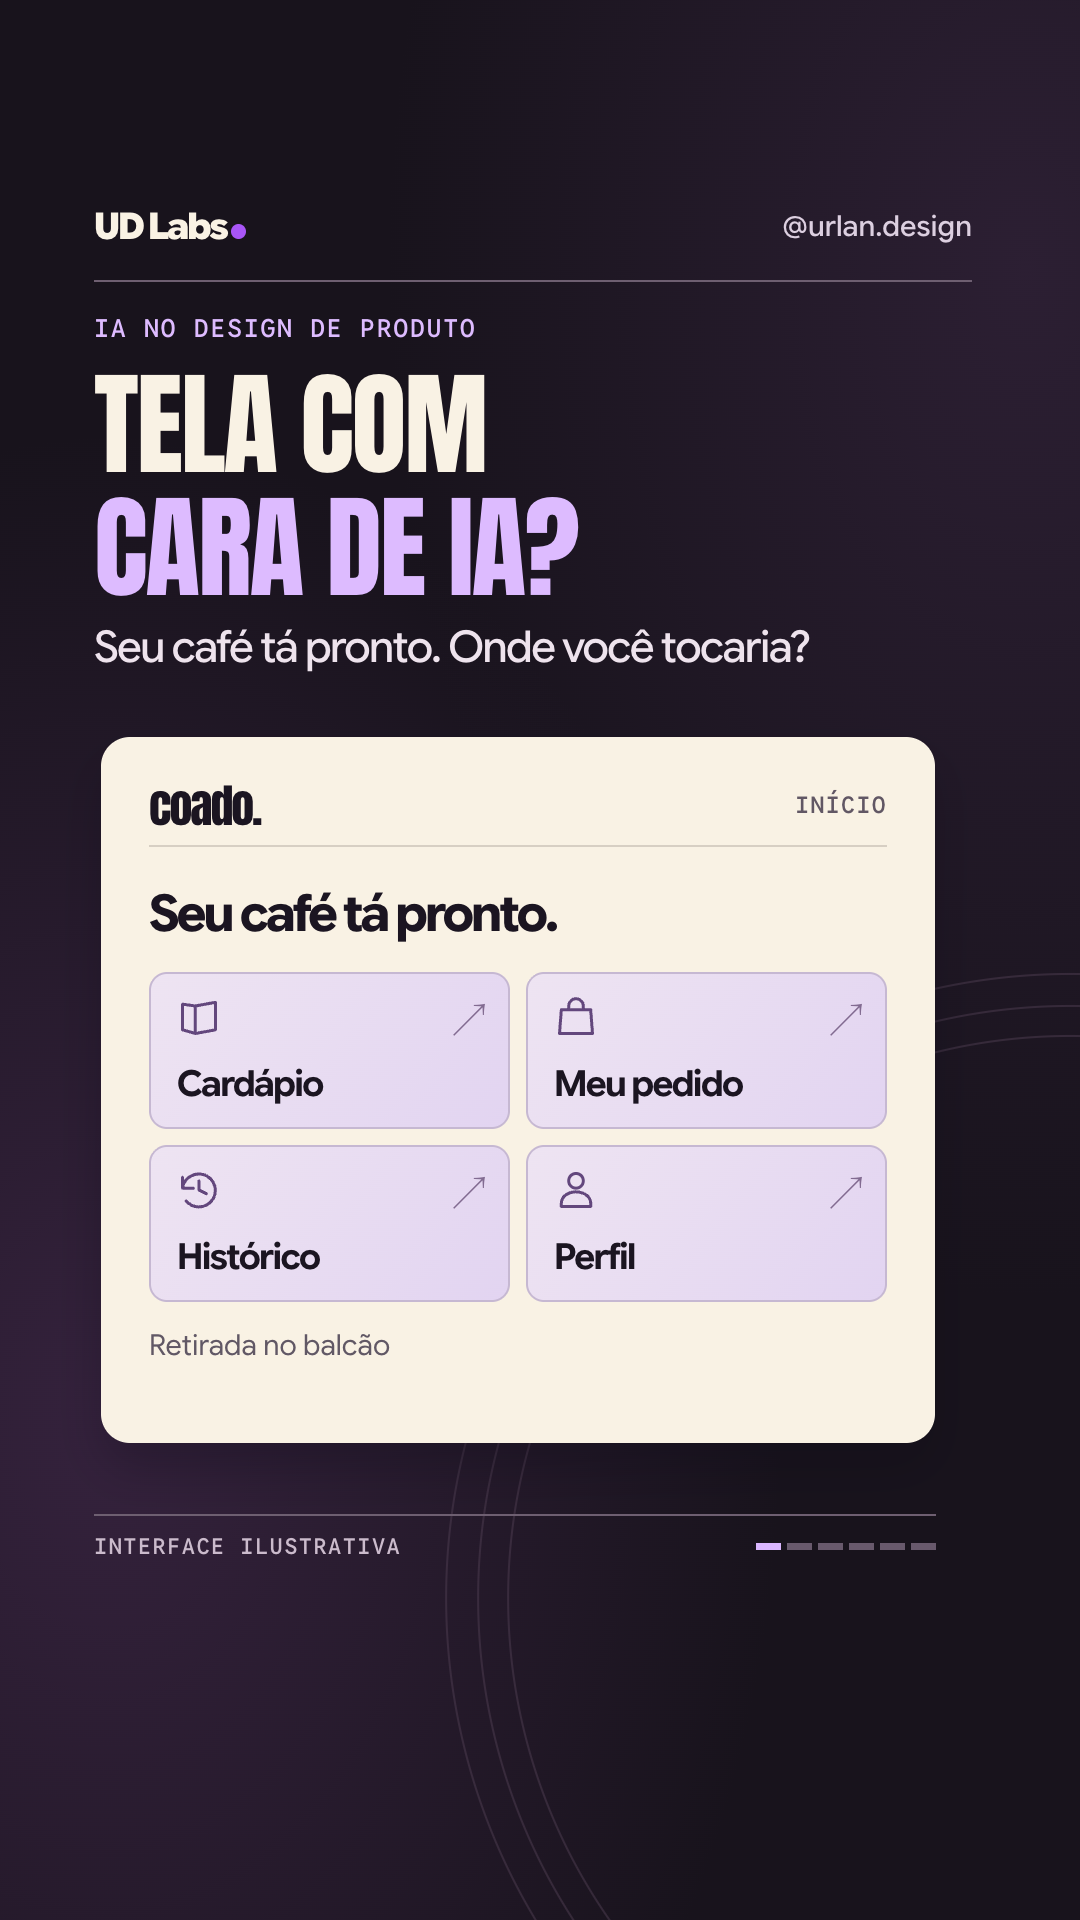 UD Labs
@urlan.design
IA NO DESIGN DE PRODUTO
TELA COM
CARA DE IA?
Seu café tá pronto. Onde você tocaria?
coado.
INÍCIO
Seu café tá pronto.
Cardápio
Meu pedido
Histórico
Perfil
Retirada no balcão
INTERFACE ILUSTRATIVA